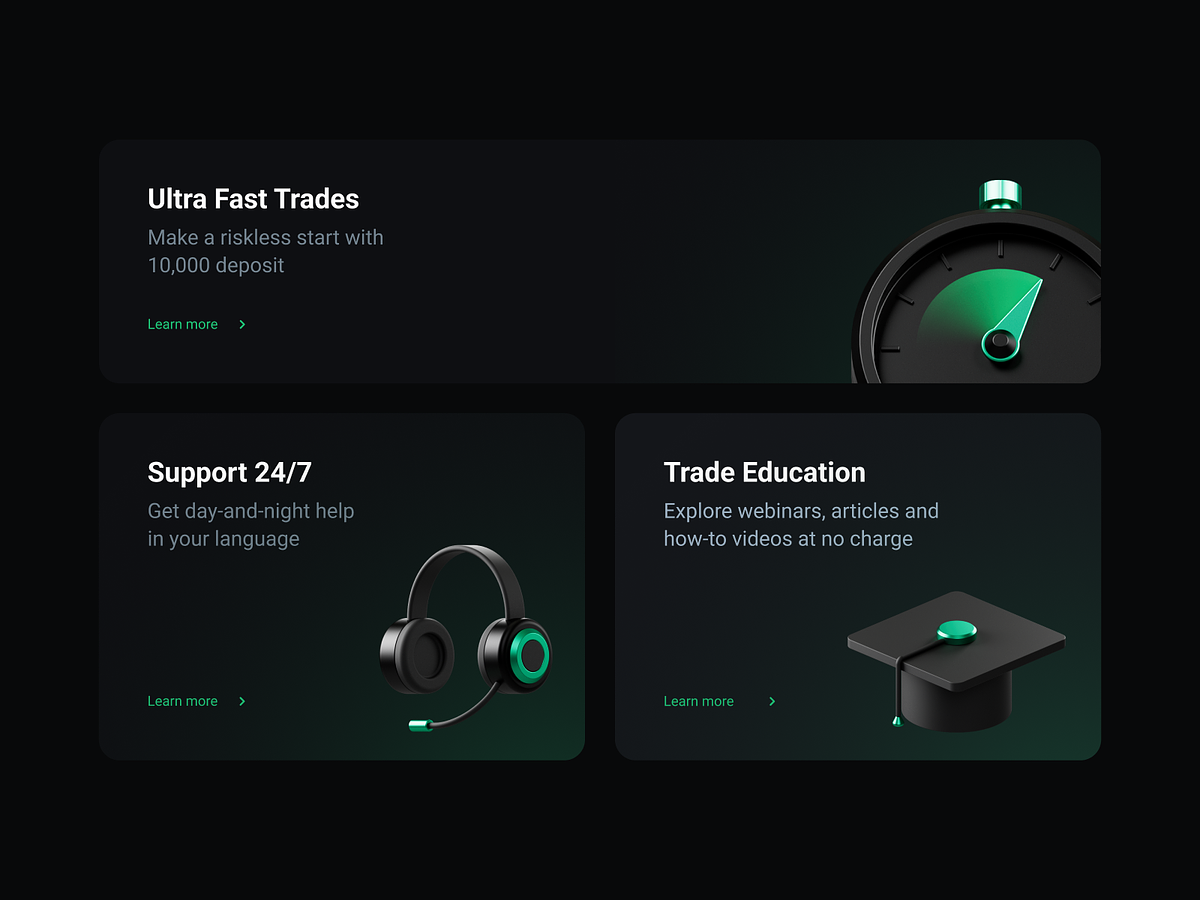 Ultra Fast Trades
Make a riskless start with
10,000 deposit
Learn more
Support 24/7
Get day-and-night help
in your language
Learn more
Trade Education
Explore webinars, articles and
how-to videos at no charge
Learn more